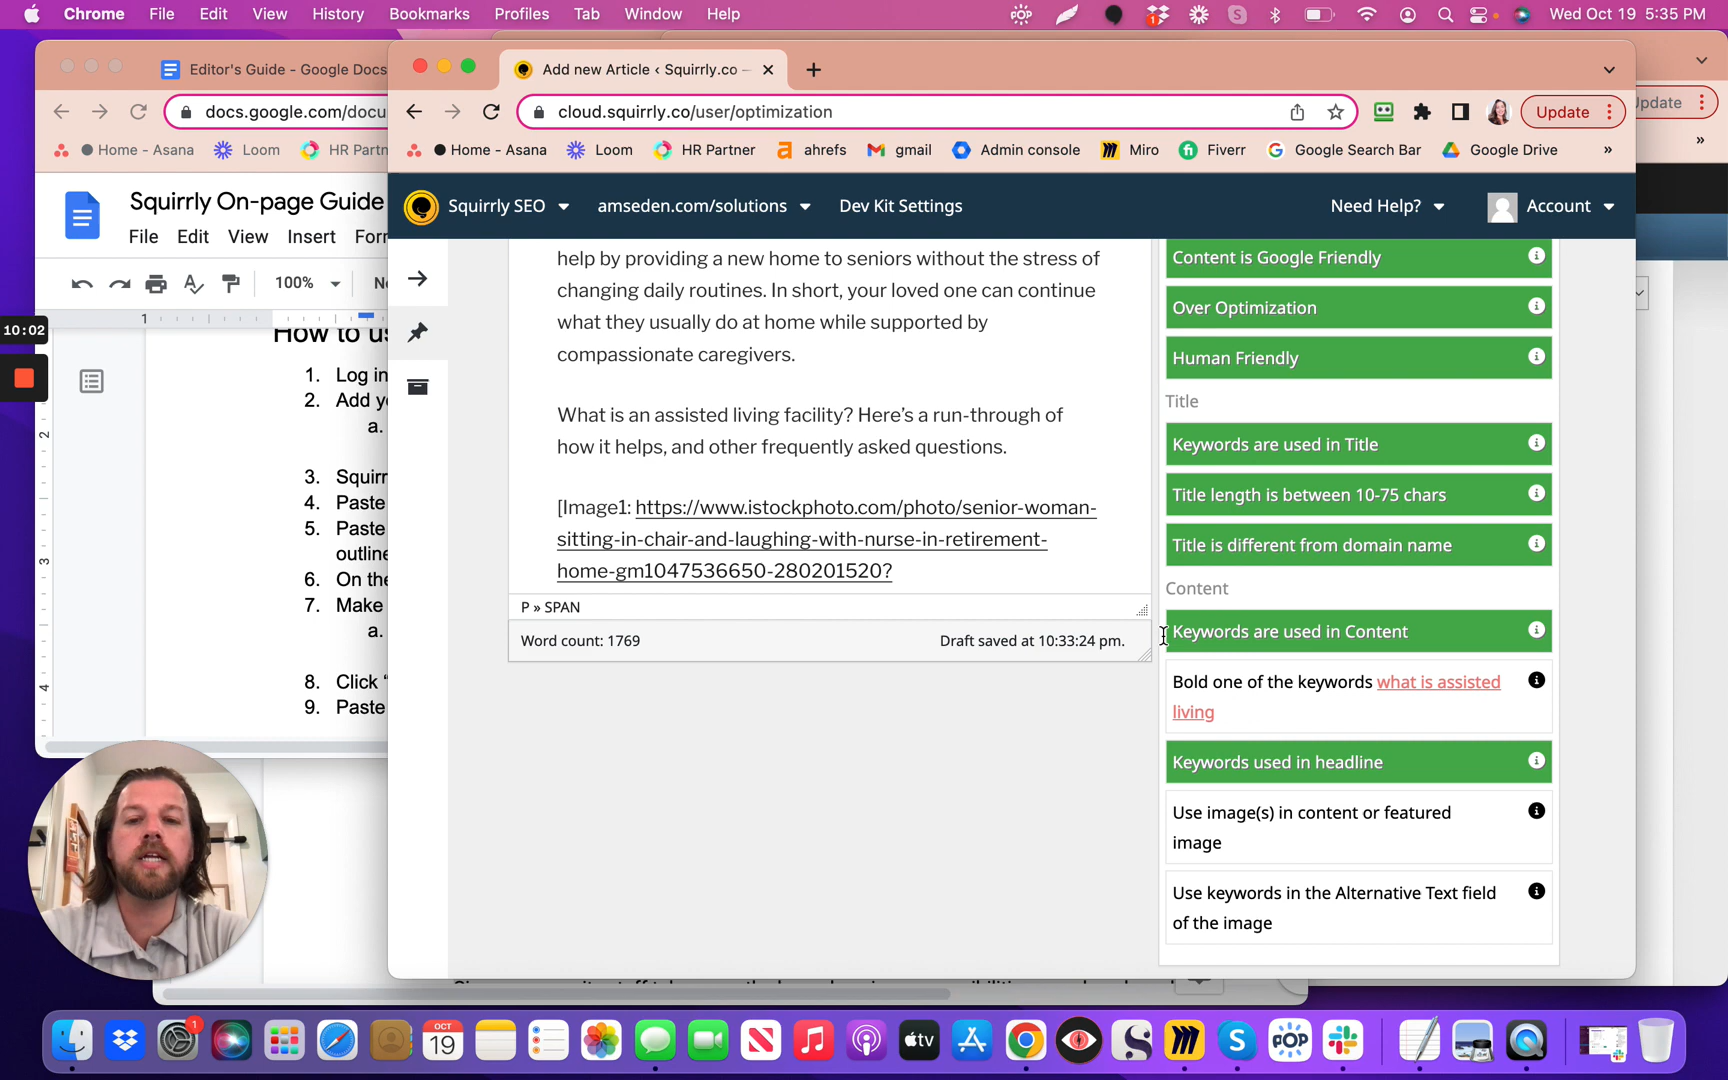 Chrome File Edit View History Bookmarks Profiles Tab Window Help
POP 1 S Wed Oct 19 5:35 PM
Editor's Guide - Google Docs
Add new Article ‹ Squirrly.co –
docs.google.com/docu
cloud.squirrly.co/user/optimization
Update
pdate
Home - Asana Loom HR Partn
Home - Asana Loom HR Partner ahrefs gmail Admin console Miro Fiverr Google Search Bar Google Drive » »
Squirrly On-page Guide
File Edit View Insert Forr
100%
1
10:02
How to us
1. Log in
2. Add yo
a.
3. Squirr
4. Paste
5. Paste
outline
6. On the
7. Make
a.
8. Click “
9. Paste
2
3
4
Squirrly SEO amseden.com/solutions Dev Kit Settings Need Help? Account
help by providing a new home to seniors without the stress of
changing daily routines. In short, your loved one can continue
what they usually do at home while supported by
compassionate caregivers.
What is an assisted living facility? Here’s a run-through of
how it helps, and other frequently asked questions.
[Image1: https://www.istockphoto.com/photo/senior-woman-
sitting-in-chair-and-laughing-with-nurse-in-retirement-
home-gm1047536650-280201520?
P » SPAN
Word count: 1769 Draft saved at 10:33:24 pm.
Content is Google Friendly
Over Optimization
Human Friendly
Title
Keywords are used in Title
Title length is between 10-75 chars
Title is different from domain name
Content
Keywords are used in Content
Bold one of the keywords what is assisted
living
Keywords used in headline
Use image(s) in content or featured
image
Use keywords in the Alternative Text field
of the image
1
OCT
19
tv
POP